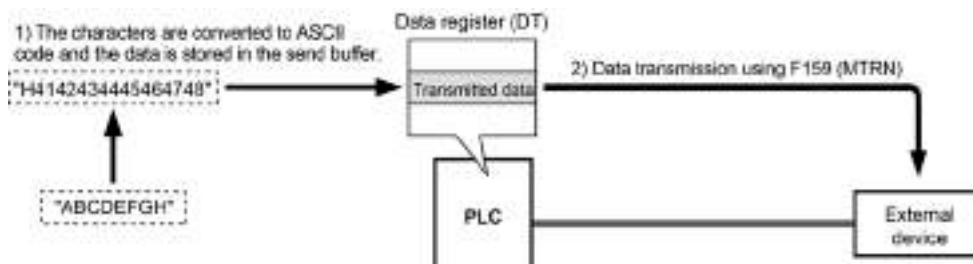 Data register (DT)
1) The characters are converted to ASCII
code and the data is stored in the send buffer.
2) Data transmission using F159 (MTRN)
"H4142434445464748"
Transmitted data
"ABCDEFGH"
PLC
External
device